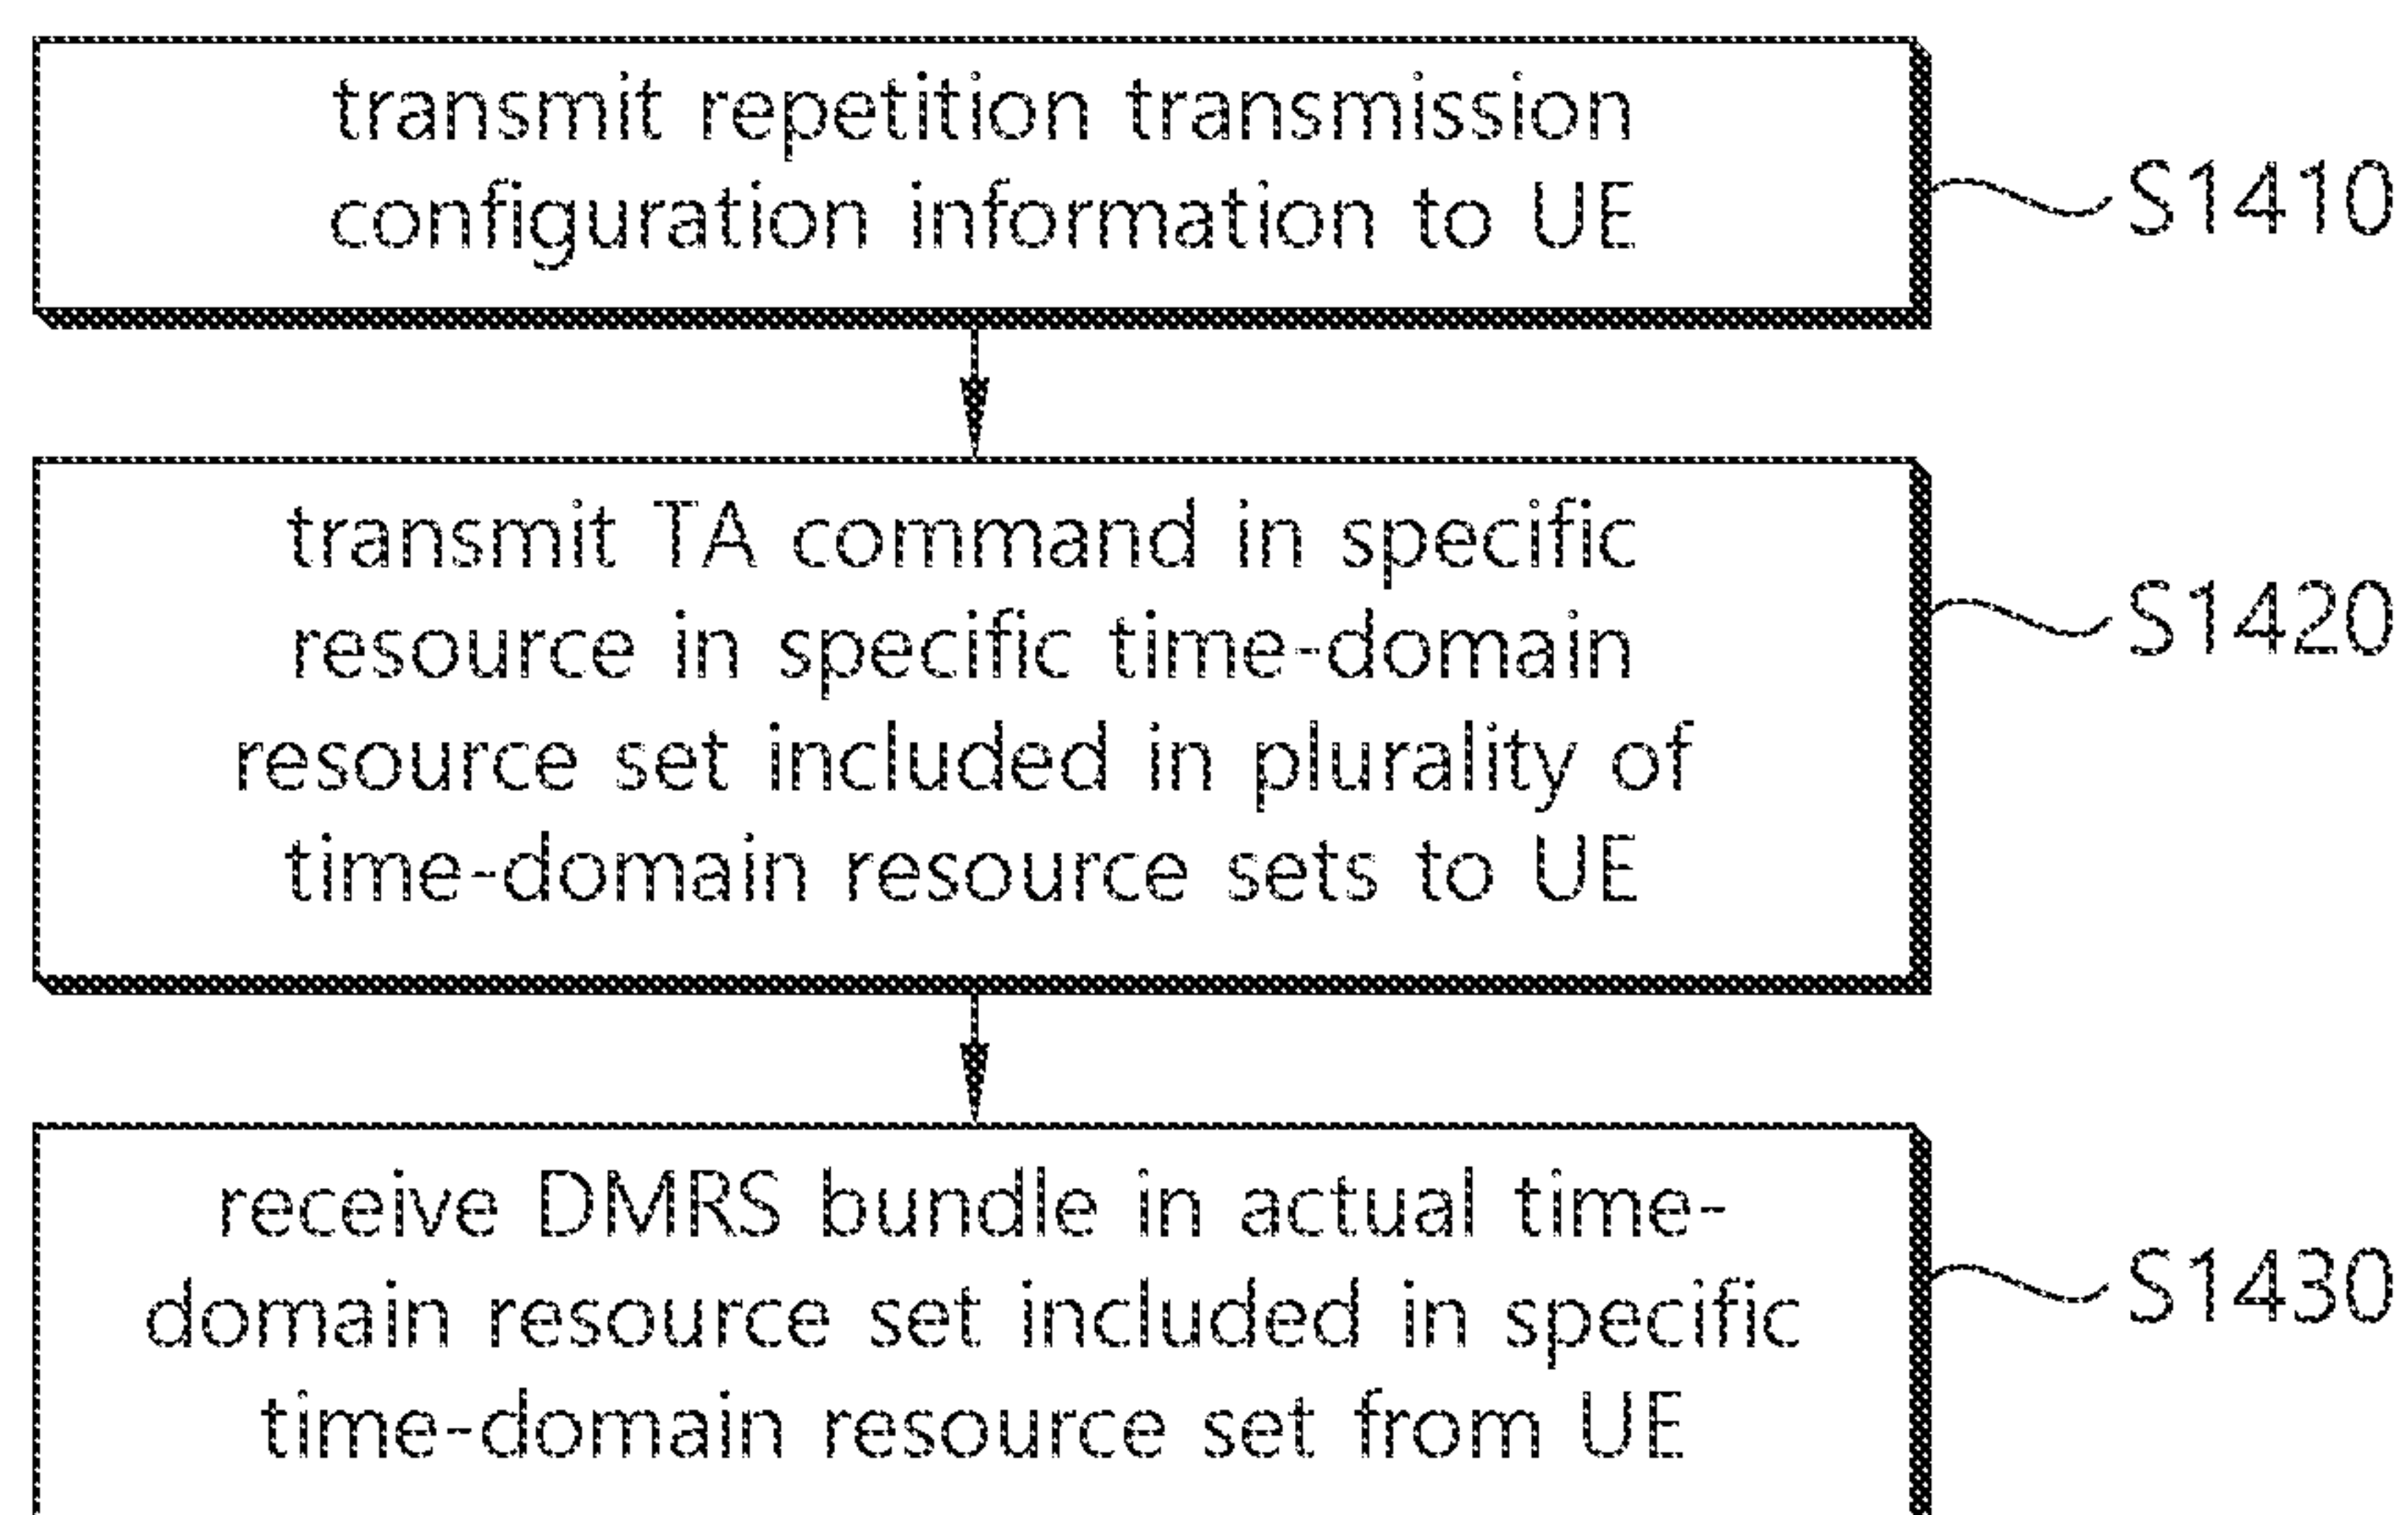 transmit repetition transmission
configuration information to UE
S1410
transmit TA command in specific
resource in specific time-domain
resource set included in plurality of
time-domain resource sets to UE
S1420
receive DMRS bundle in actual time-
domain resource set included in specific
time-domain resource set from UE
S1430